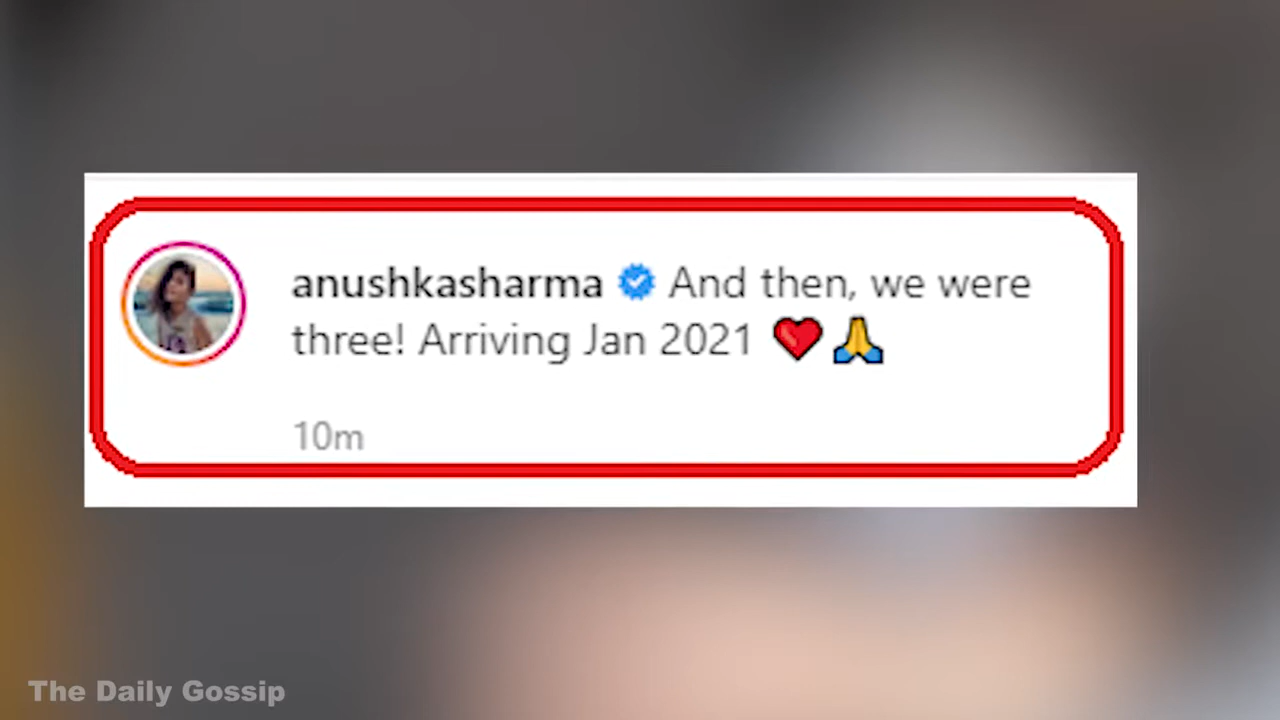 anushkasharma And then, we were
three! Arriving Jan 2021 ❤️🙏
10m
The Daily Gossip